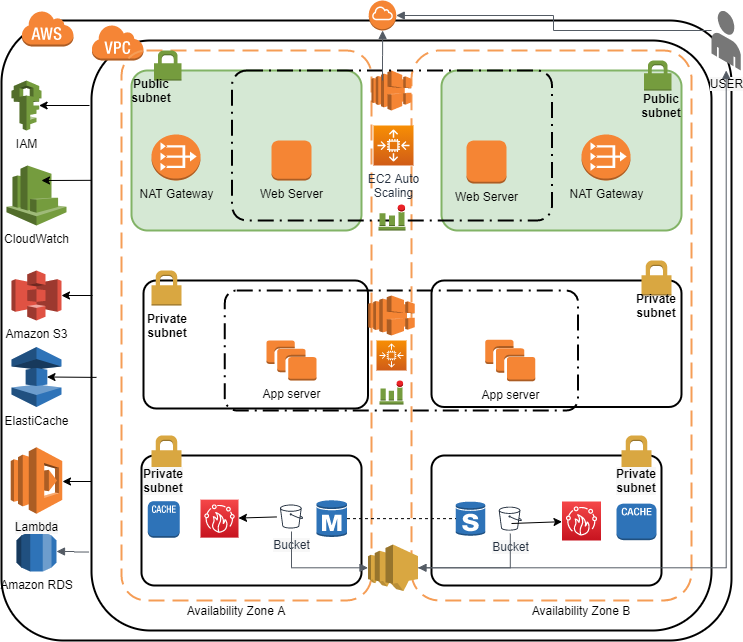 AWS
VPC
USER
Public
subnet
Public
subnet
NAT Gateway
Web Server
EC2 Auto
Scaling
Web Server
NAT Gateway
IAM
CloudWatch
Amazon S3
ElastiCache
Lambda
Amazon RDS
Private
subnet
Private
subnet
App server
App server
Private
subnet
Private
subnet
CACHE
Bucket
M
S
Bucket
CACHE
Availability Zone A
Availability Zone B